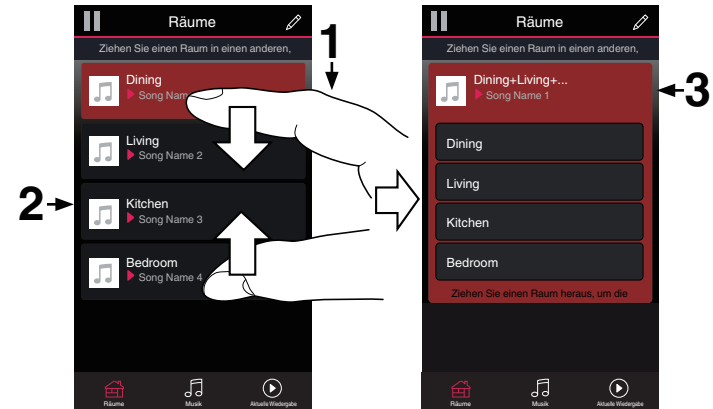 Räume
Ziehen Sie einen Raum in einen anderen,
1
Dining
Song Nam
Living
Song Name 2
2
Kitchen
Song Name 3
Bedroom
Song Name 4
Räume
Musik
Aktuelle Wiedergabe
Räume
Ziehen Sie einen Raum in einen anderen,
Dining+Living+...
Song Name 1
3
Dining
Living
Kitchen
Bedroom
Ziehen Sie einen Raum heraus, um die
Räume
Musik
Aktuelle Wiedergabe